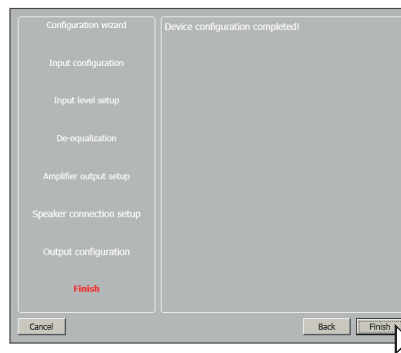 Configuration wizard
Device configuration completed!
Input configuration
Input level setup
De-equalization
Amplifier output setup
Speaker connection setup
Output configuration
Finish
Cancel
Back
Finish